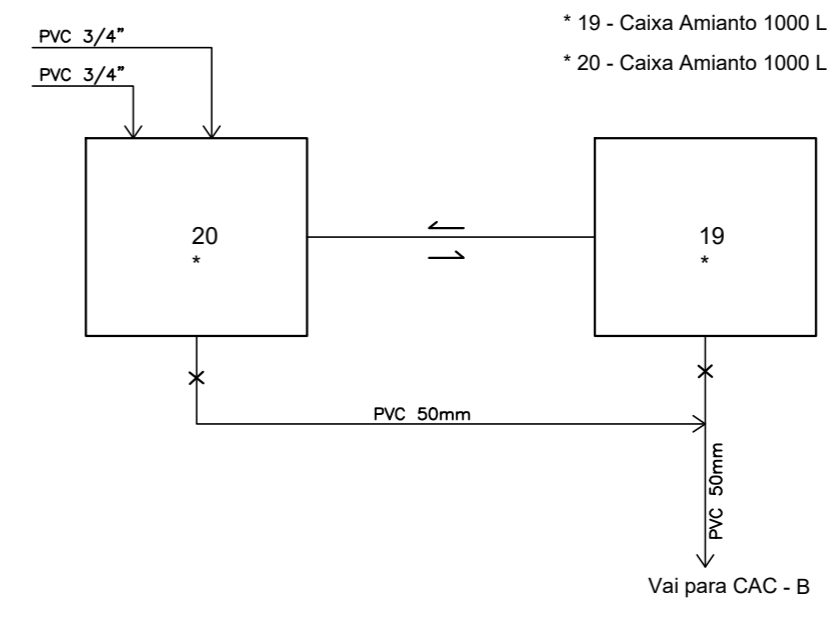 * 19 - Caixa Amianto 1000 L
* 20 - Caixa Amianto 1000 L
PVC 3/4"
PVC 3/4"
20
*
19
*
PVC 50mm
PVC 50mm
Vai para CAC - B